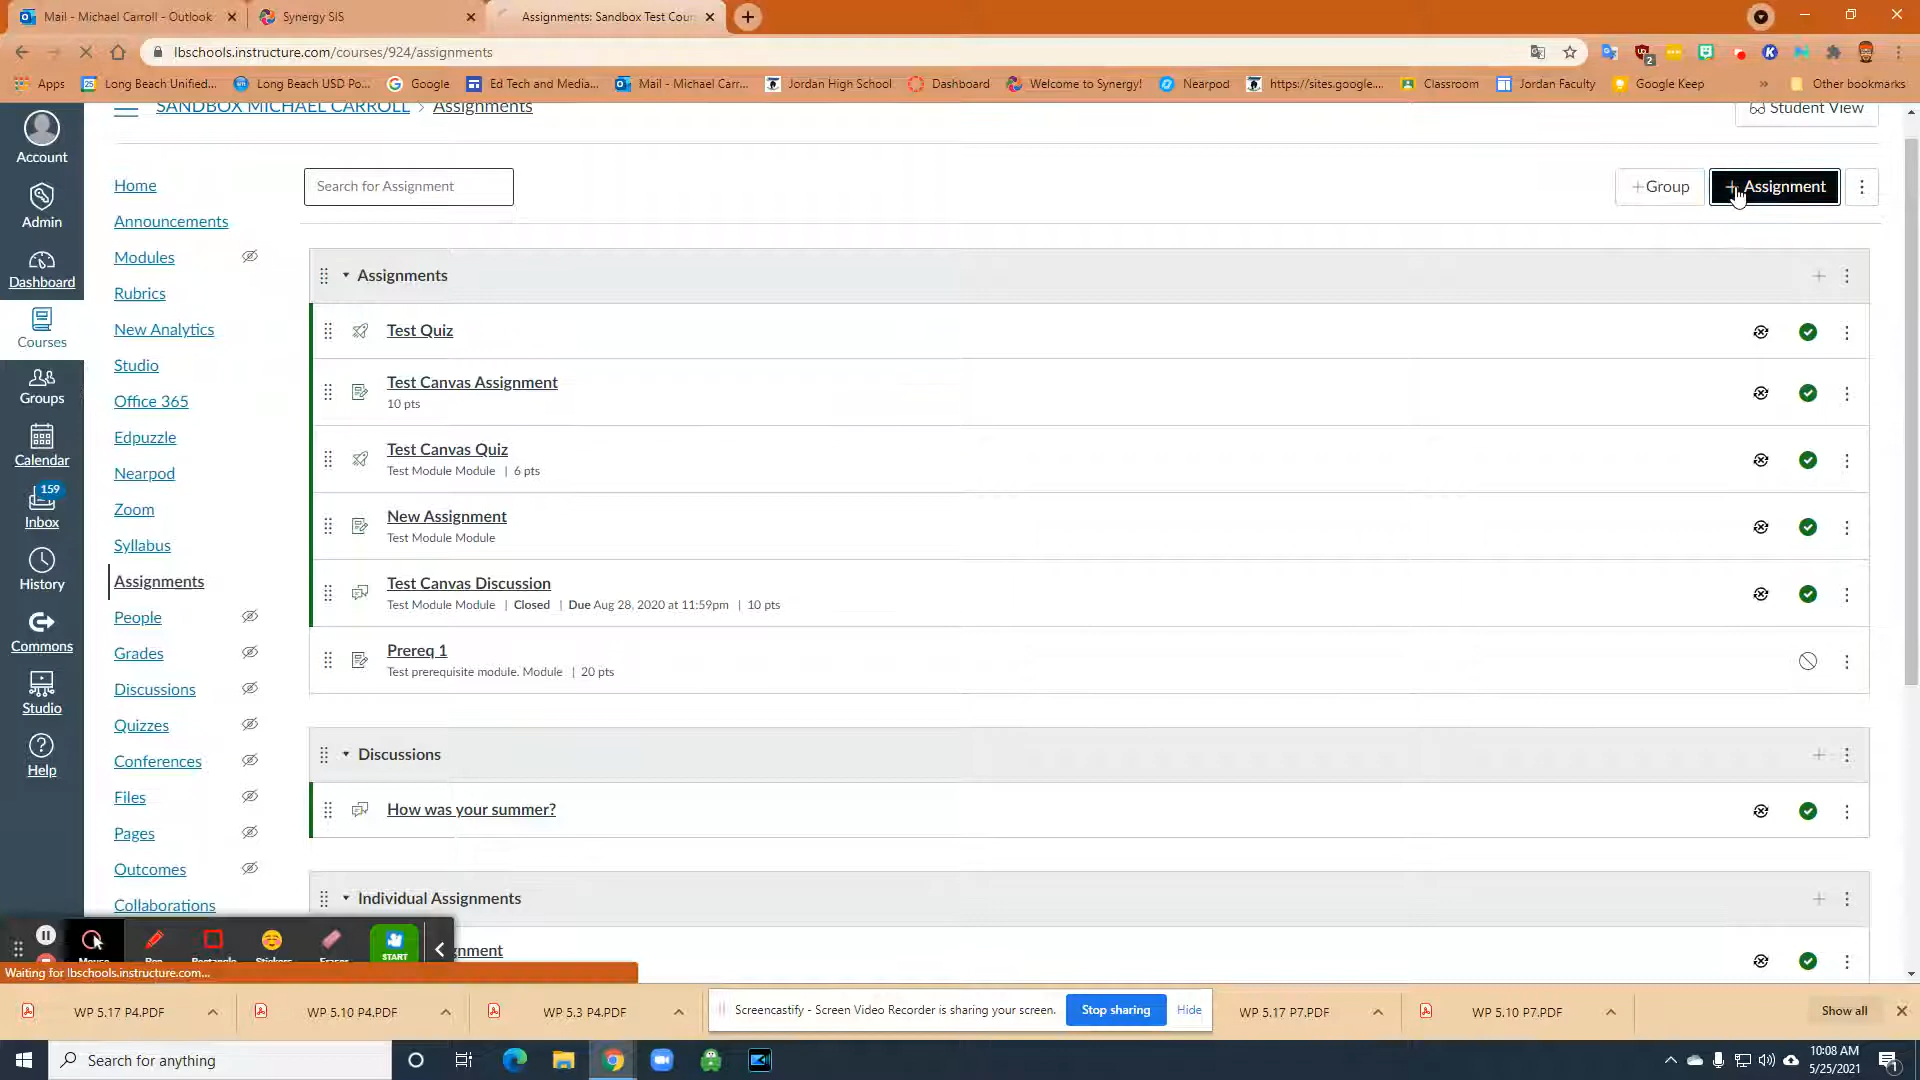 Mail - Michael Carroll - Outlook
Synergy SIS
Assignments: Sandbox Test Cour
lbschools.instructure.com/courses/924/assignments
Apps
Long Beach Unified...
Long Beach USD Po...
Google
Ed Tech and Media...
Mail - Michael Carr...
Jordan High School
Dashboard
Welcome to Synergy!
Nearpod
https://sites.google....
Classroom
Jordan Faculty
Google Keep
»
Other bookmarks
SANDBOX MICHAEL CARROLL > Assignments
Student View
Account
Admin
Dashboard
Courses
Groups
Calendar
159
Inbox
History
Commons
Studio
Help
Home
Announcements
Modules
Rubrics
New Analytics
Studio
Office 365
Edpuzzle
Nearpod
Zoom
Syllabus
Assignments
People
Grades
Discussions
Quizzes
Conferences
Files
Pages
Outcomes
Collaborations
Search for Assignment
+Group
+ Assignment
Assignments
Test Quiz
Test Canvas Assignment
10 pts
Test Canvas Quiz
Test Module Module | 6 pts
New Assignment
Test Module Module
Test Canvas Discussion
Test Module Module | Closed | Due Aug 28, 2020 at 11:59pm | 10 pts
Prereq 1
Test prerequisite module. Module | 20 pts
Discussions
How was your summer?
Individual Assignments
gnment
Mouse
Pen
Rectangle
Stickers
Eraser
START
Waiting for lbschools.instructure.com...
WP 5.17 P4.PDF
WP 5.10 P4.PDF
WP 5.3 P4.PDF
Screencastify - Screen Video Recorder is sharing your screen.
Stop sharing
Hide
WP 5.17 P7.PDF
WP 5.10 P7.PDF
Show all
Search for anything
10:08 AM
5/25/2021